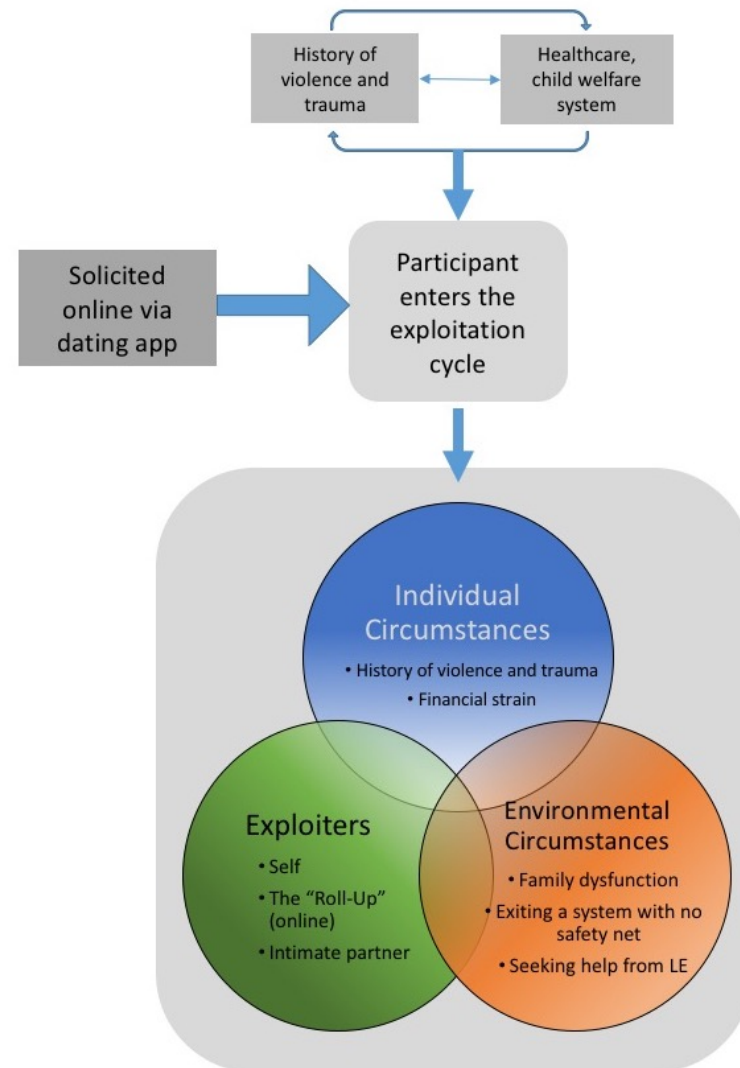 History of
violence and
trauma
Healthcare,
child welfare
system
Solicited
online via
dating app
Participant
enters the
exploitation
cycle
Individual
Circumstances
• History of violence and trauma
• Financial strain
Exploiters
• Self
• The “Roll-Up”
(online)
• Intimate partner
Environmental
Circumstances
• Family dysfunction
• Exiting a system with no
safety net
• Seeking help from LE